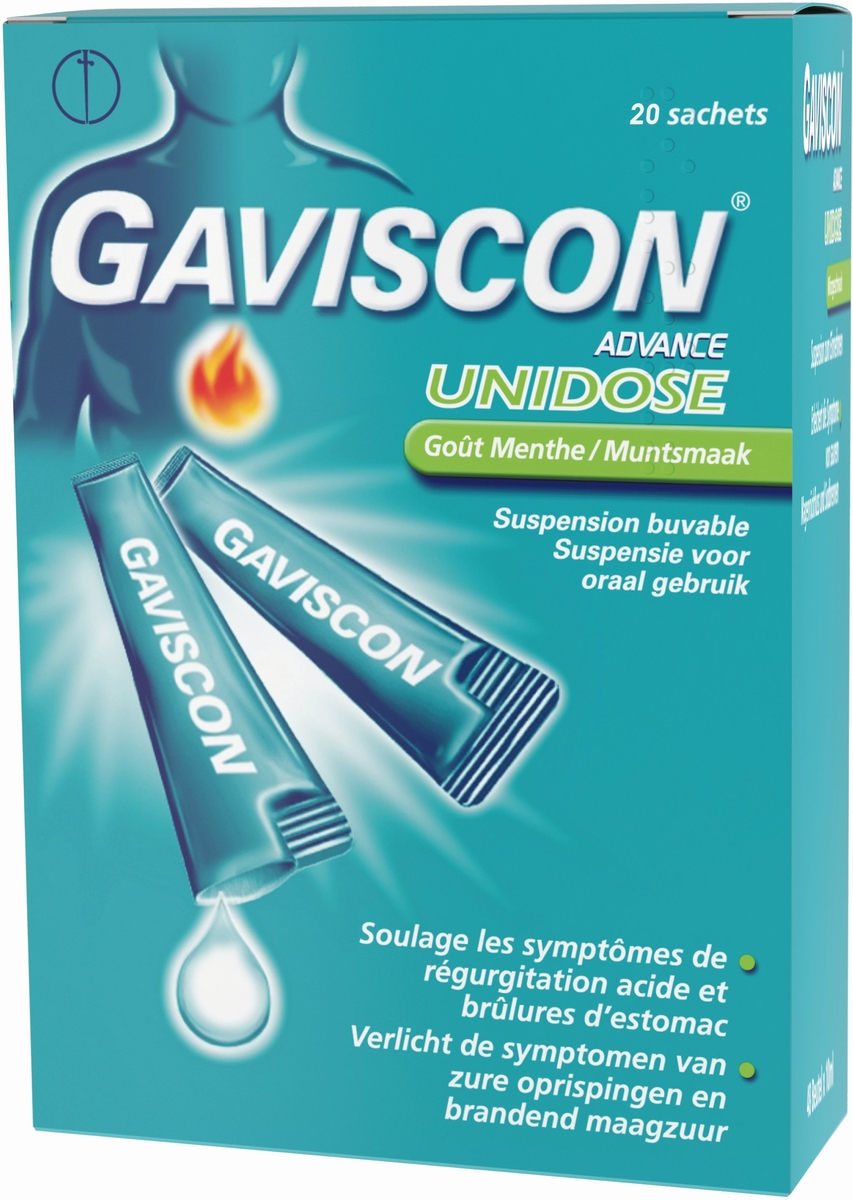 20 sachets
GAVISCON®
ADVANCE
UNIDOSE
Goût Menthe / Muntsmaak
Suspension buvable
Suspensie voor
oraal gebruik
GAVISCON
GAVISCON
Soulage les symptômes de
régurgitation acide et
brûlures d'estomac
Verlicht de symptomen van
zure oprispingen en
brandend maagzuur
GAVISCON
ADVANCE
UNIDOSE